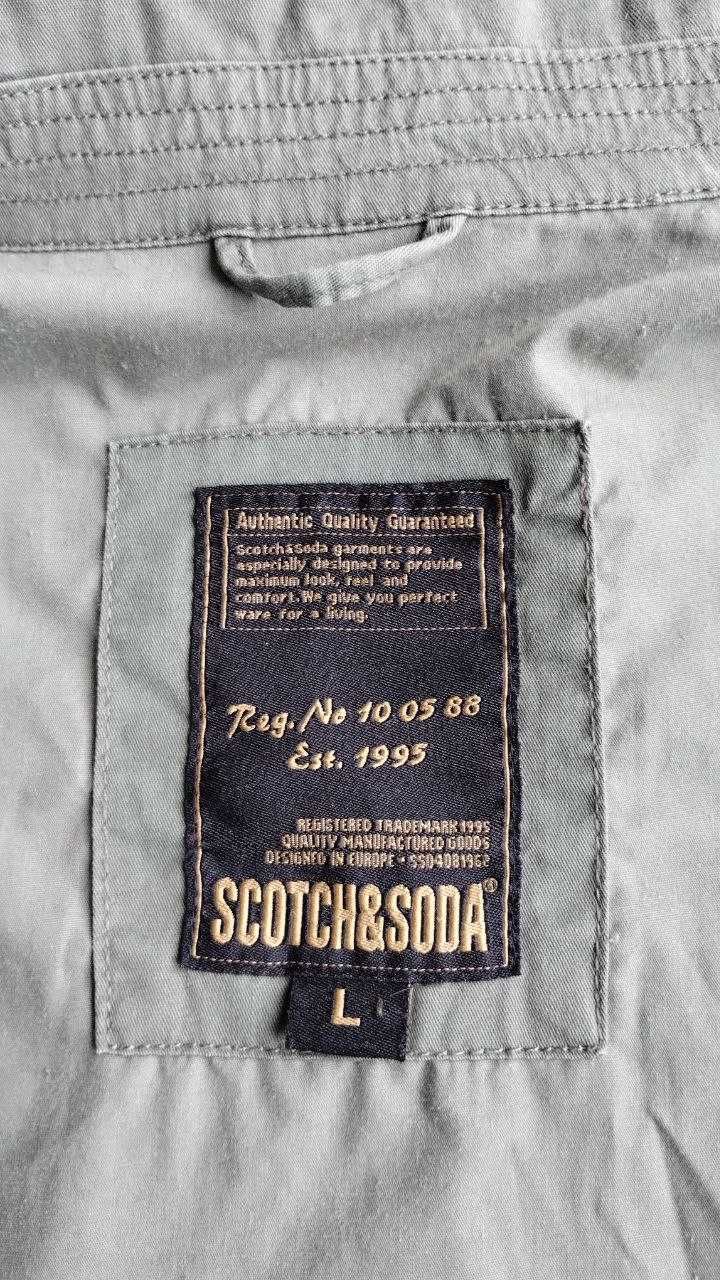 Authentic Quality Guaranteed
Scotch&Soda garments are
especially designed to provide
maximum look, feel and
comfort. We give you perfect
ware for a living.
Reg. No 10 05 88
Est. 1995
REGISTERED TRADEMARK 1995
QUALITY MANUFACTURED GOODS
DESIGNED IN EUROPE • SS04081962
SCOTCH&SODA®
L